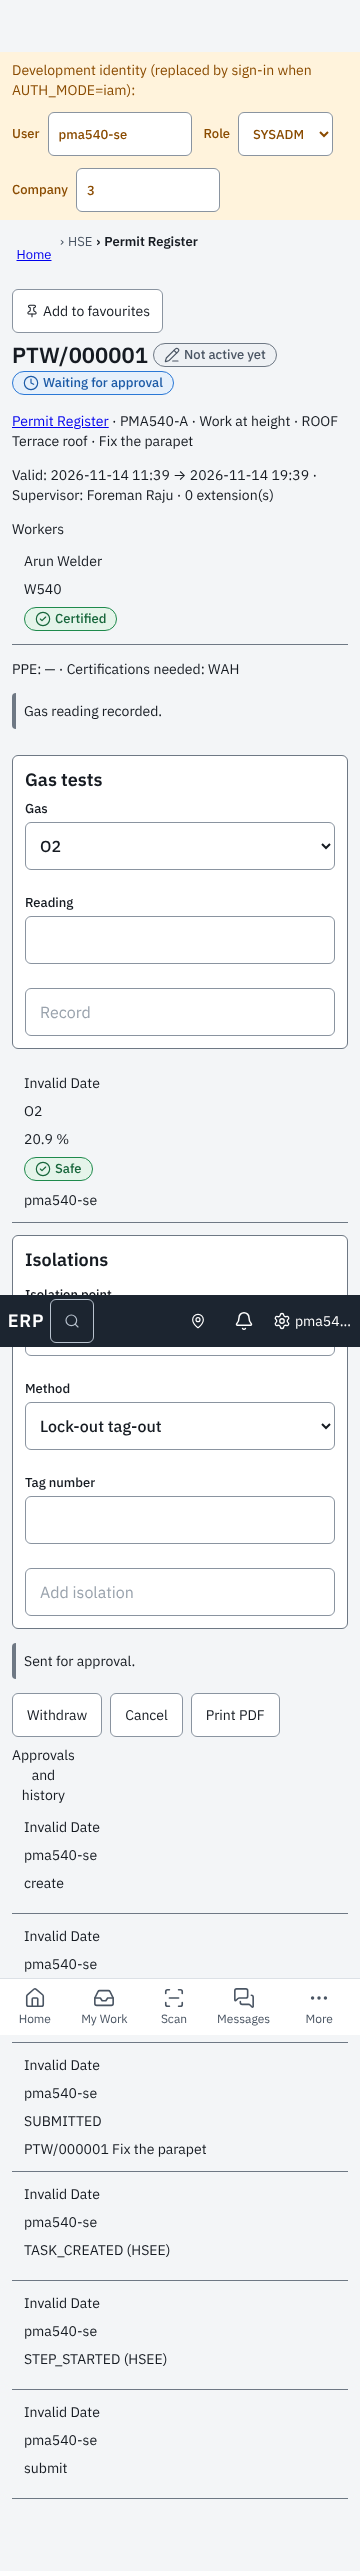 Development identity (replaced by sign-in when
AUTH_MODE=iam):
User pma540-se Role SYSADM
Company 3
Home › HSE › Permit Register
Add to favourites
PTW/000001 Not active yet
Waiting for approval
Permit Register · PMA540-A · Work at height · ROOF
Terrace roof · Fix the parapet
Valid: 2026-11-14 11:39 → 2026-11-14 19:39 ·
Supervisor: Foreman Raju · 0 extension(s)
Workers
Arun Welder
W540
Certified
PPE: — · Certifications needed: WAH
Gas reading recorded.
Gas tests
Gas
O2
Reading
Record
Invalid Date
O2
20.9 %
Safe
pma540-se
Isolations
Isolation point
ERP pma54...
Method
Lock-out tag-out
Tag number
Add isolation
Sent for approval.
Withdraw Cancel Print PDF
Approvals
and
history
Invalid Date
pma540-se
create
Invalid Date
pma540-se
Home My Work Scan Messages More
Invalid Date
pma540-se
SUBMITTED
PTW/000001 Fix the parapet
Invalid Date
pma540-se
TASK_CREATED (HSEE)
Invalid Date
pma540-se
STEP_STARTED (HSEE)
Invalid Date
pma540-se
submit